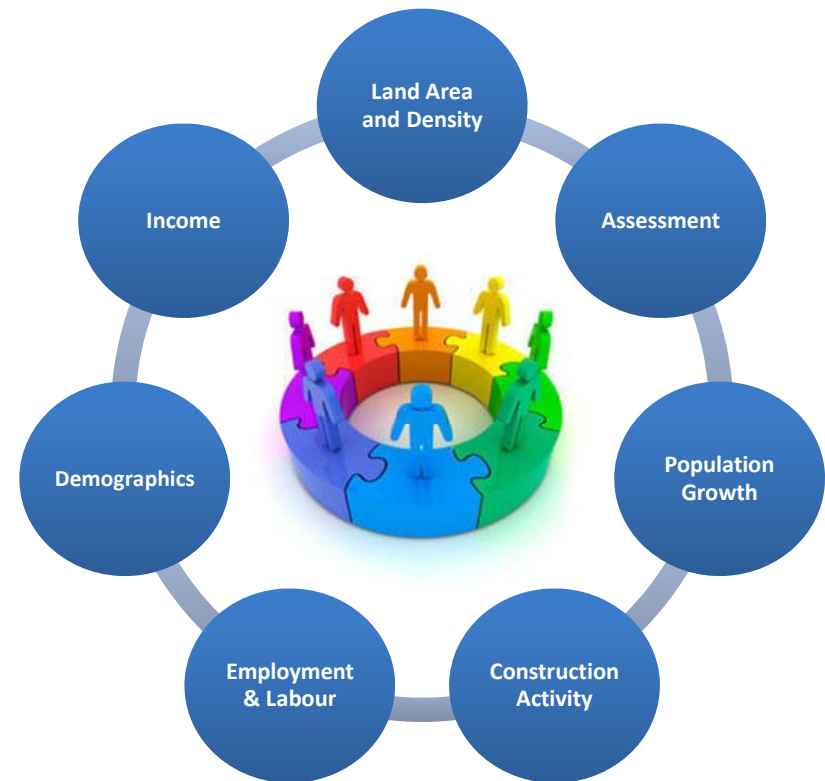 Land Area
and Density
Assessment
Population
Growth
Construction
Activity
Employment
& Labour
Demographics
Income